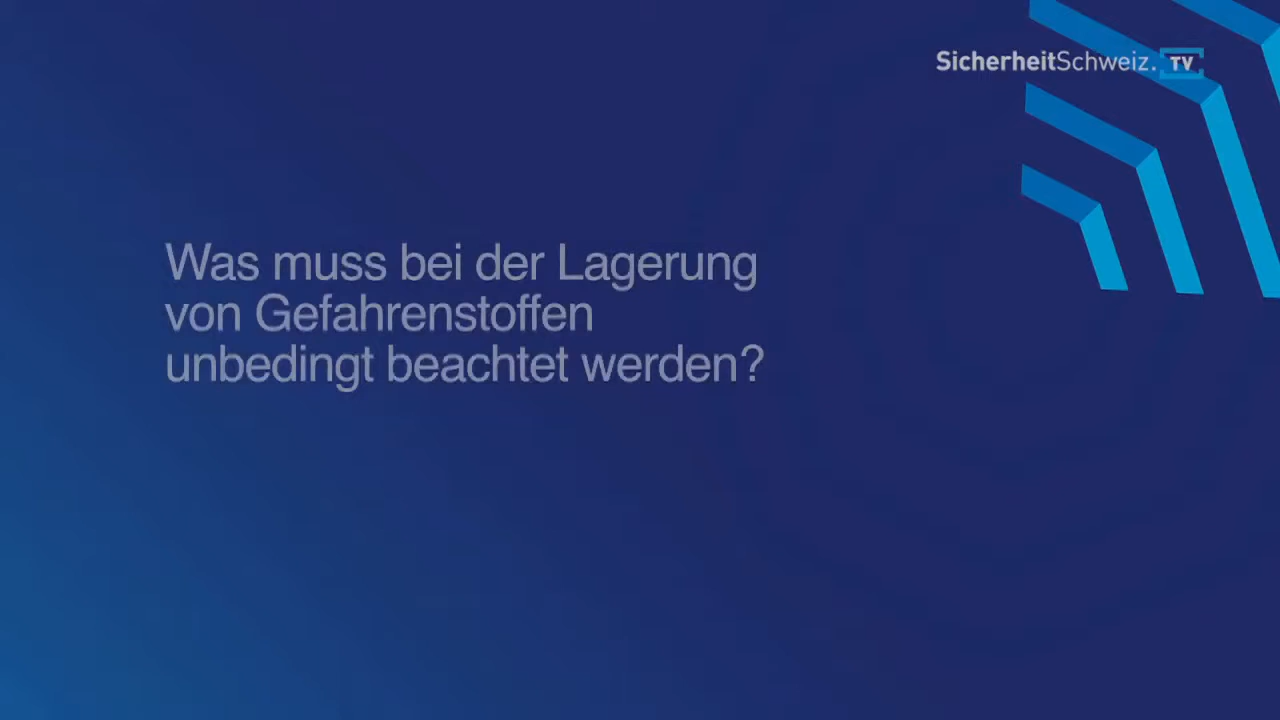 SicherheitSchweiz. TV
Was muss bei der Lagerung
von Gefahrenstoffen
unbedingt beachtet werden?